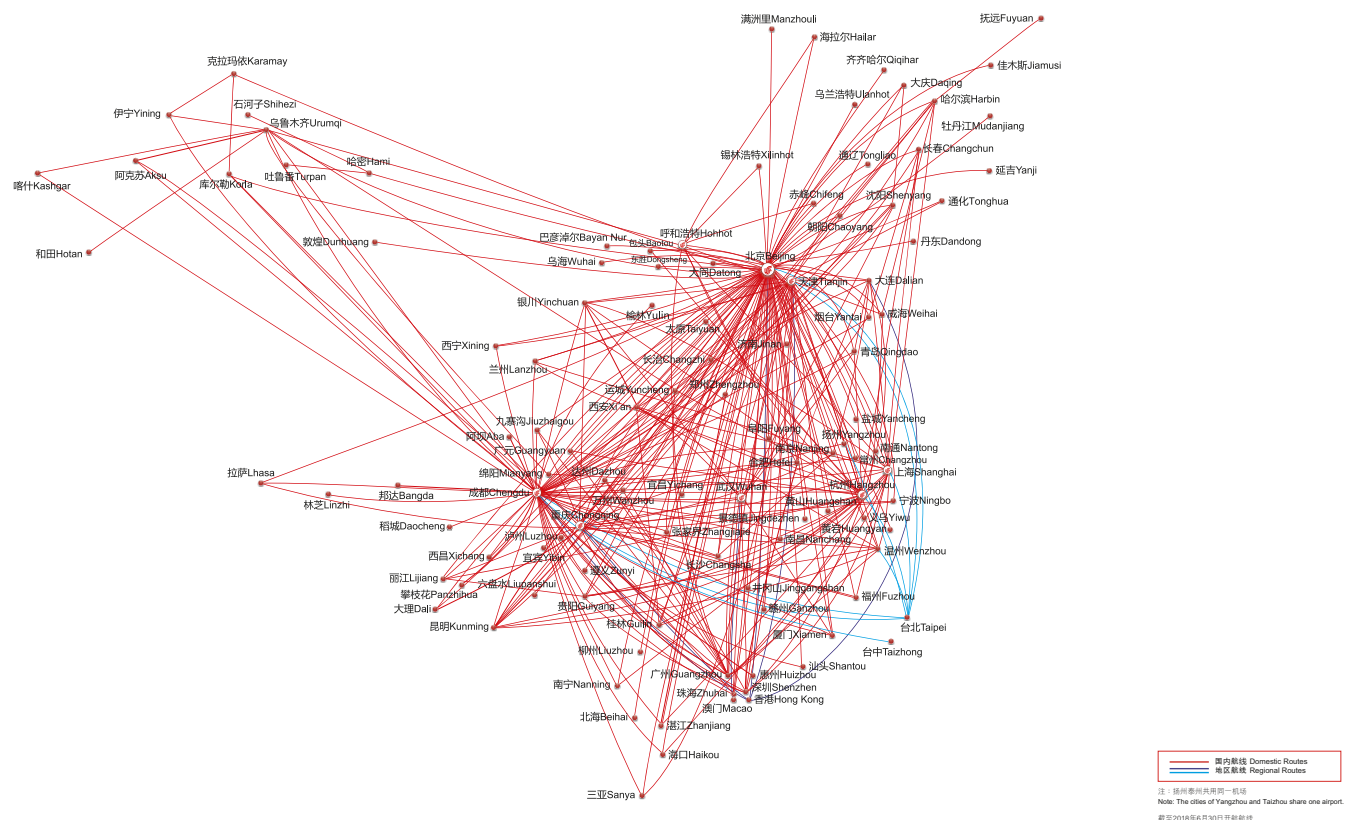 满洲里Manzhouli
抚远Fuyuan
海拉尔Hailar
克拉玛依Karamay
齐齐哈尔Qiqihar
佳木斯Jiamusi
大庆Daqing
石河子Shihezi
乌兰浩特Ulanhot
哈尔滨Harbin
伊宁Yining
乌鲁木齐Urumqi
牡丹江Mudanjiang
锡林浩特Xilinhot
通辽Tongliao
长春Changchun
哈密Hami
阿克苏Aksu
吐鲁番Turpan
延吉Yanji
喀什Kashgar
库尔勒Korla
赤峰Chifeng
沈阳Shenyang
通化Tonghua
朝阳Chaoyang
和田Hotan
敦煌Dunhuang
巴彦淖尔Bayan Nur
呼和浩特Hohhot
包头Baotou
丹东Dandong
乌海Wuhai
东胜Dongsheng
北京Beijing
大同Datong
天津Tianjin
大连Dalian
银川Yinchuan
榆林Yulin
太原Taiyuan
烟台Yantai
威海Weihai
西宁Xining
济南Jinan
青岛Qingdao
兰州Lanzhou
长治Changzhi
运城Yuncheng
郑州Zhengzhou
西安Xi'an
九寨沟Jiuzhaigou
阜阳Fuyang
盐城Yancheng
阿坝Aba
扬州Yangzhou
广元Guangyuan
南京Nanjing
南通Nantong
合肥Hefei
常州Changzhou
拉萨Lhasa
绵阳Mianyang
达州Dazhou
上海Shanghai
邦达Bangda
成都Chengdu
宜昌Yichang
武汉Wuhan
杭州Hangzhou
林芝Linzhi
万州Wanzhou
黄山Huangshan
宁波Ningbo
重庆Chongqing
景德镇Jingdezhen
义乌Yiwu
稻城Daocheng
泸州Luzhou
张家界Zhangjiajie
黄岩Huangyan
南昌Nanchang
西昌Xichang
宜宾Yibin
温州Wenzhou
丽江Lijiang
六盘水Liupanshui
遵义Zunyi
长沙Changsha
攀枝花Panzhihua
井冈山Jinggangshan
福州Fuzhou
大理Dali
贵阳Guiyang
赣州Ganzhou
昆明Kunming
桂林Guilin
厦门Xiamen
台北Taipei
柳州Liuzhou
台中Taizhong
汕头Shantou
南宁Nanning
广州Guangzhou
惠州Huizhou
珠海Zhuhai
深圳Shenzhen
澳门Macao
香港Hong Kong
北海Beihai
湛江Zhanjiang
海口Haikou
三亚Sanya
国内航线 Domestic Routes
地区航线 Regional Routes
注：扬州泰州共用同一机场
Note: The cities of Yangzhou and Taizhou share one airport.
截至2018年6月30日开航航线